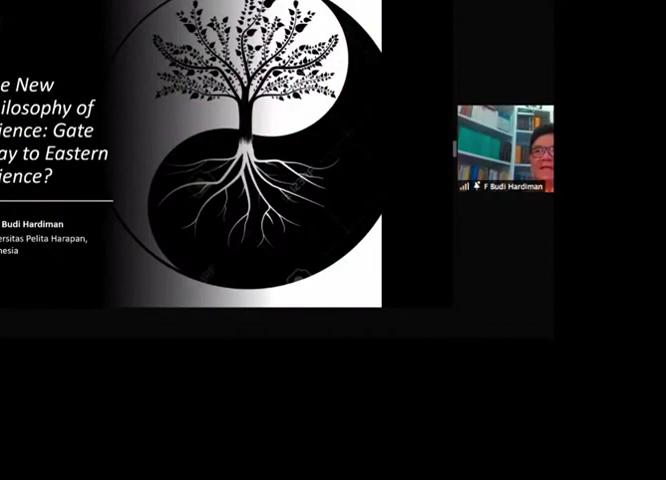 e New
ilosophy of
ience: Gate
ay to Eastern
ience?
Budi Hardiman
ersitas Pelita Harapan,
nesia
F Budi Hardiman